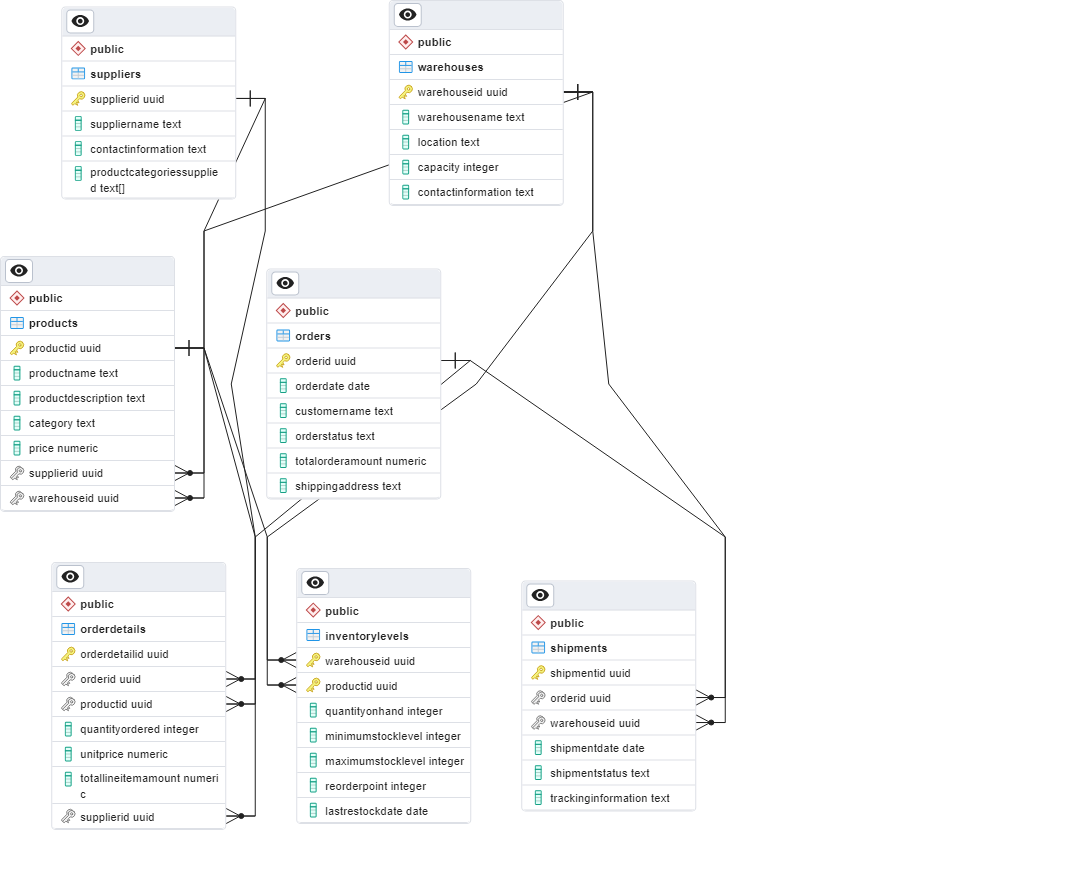 public
suppliers
supplierid uuid
suppliername text
contactinformation text
productcategoriessupplie
d text[]
public
warehouses
warehouseid uuid
warehousename text
location text
capacity integer
contactinformation text
public
products
productid uuid
productname text
productdescription text
category text
price numeric
supplierid uuid
warehouseid uuid
public
orders
orderid uuid
orderdate date
customername text
orderstatus text
totalorderamount numeric
shippingaddress text
public
orderdetails
orderdetailid uuid
orderid uuid
productid uuid
quantityordered integer
unitprice numeric
totallineitemamount numeri
c
supplierid uuid
public
inventorylevels
warehouseid uuid
productid uuid
quantityonhand integer
minimumstocklevel integer
maximumstocklevel integer
reorderpoint integer
lastrestockdate date
public
shipments
shipmentid uuid
orderid uuid
warehouseid uuid
shipmentdate date
shipmentstatus text
trackinginformation text